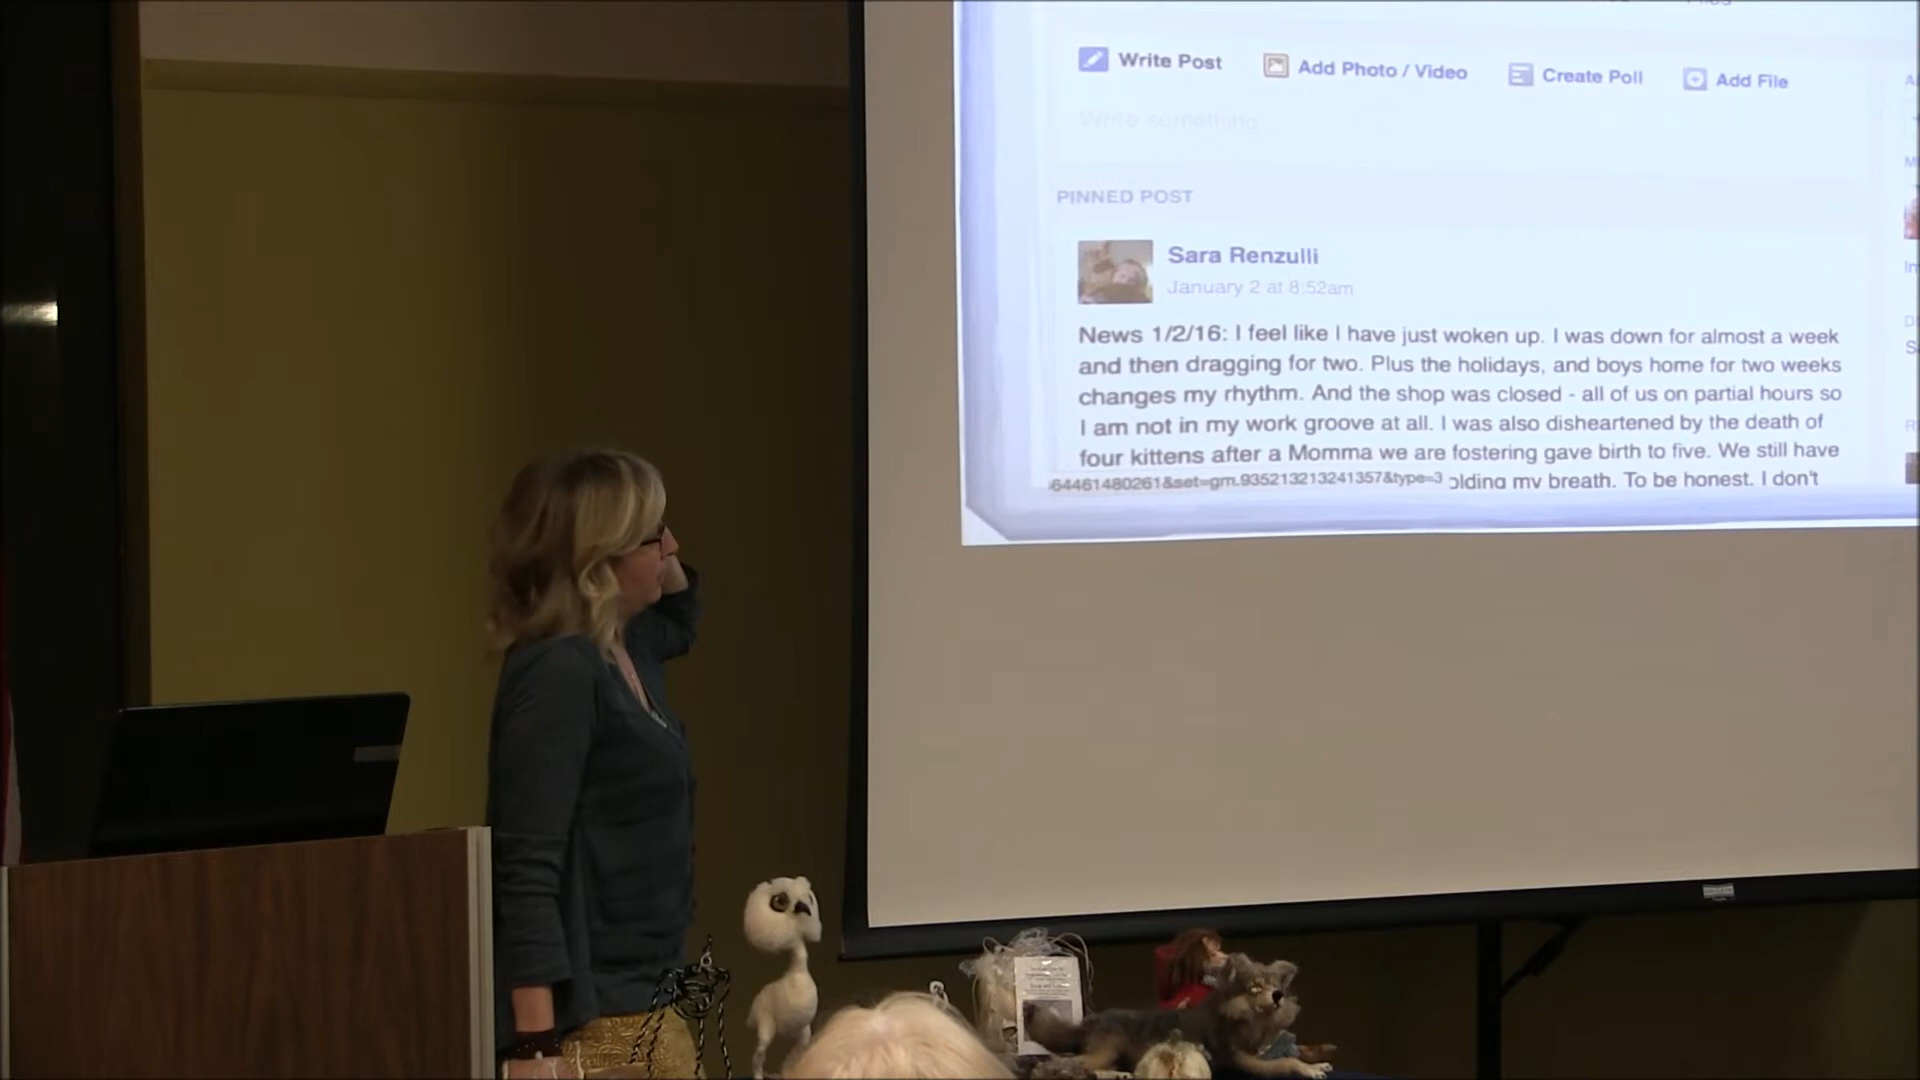 Write Post Add Photo / Video Create Poll Add File
Write something
PINNED POST
Sara Renzulli
January 2 at 8:52am
News 1/2/16: I feel like I have just woken up. I was down for almost a week
and then dragging for two. Plus the holidays, and boys home for two weeks
changes my rhythm. And the shop was closed - all of us on partial hours so
I am not in my work groove at all. I was also disheartened by the death of
four kittens after a Momma we are fostering gave birth to five. We still have
64461480261&set=gm.935213213241357&type=3 olding my breath. To be honest. I don't